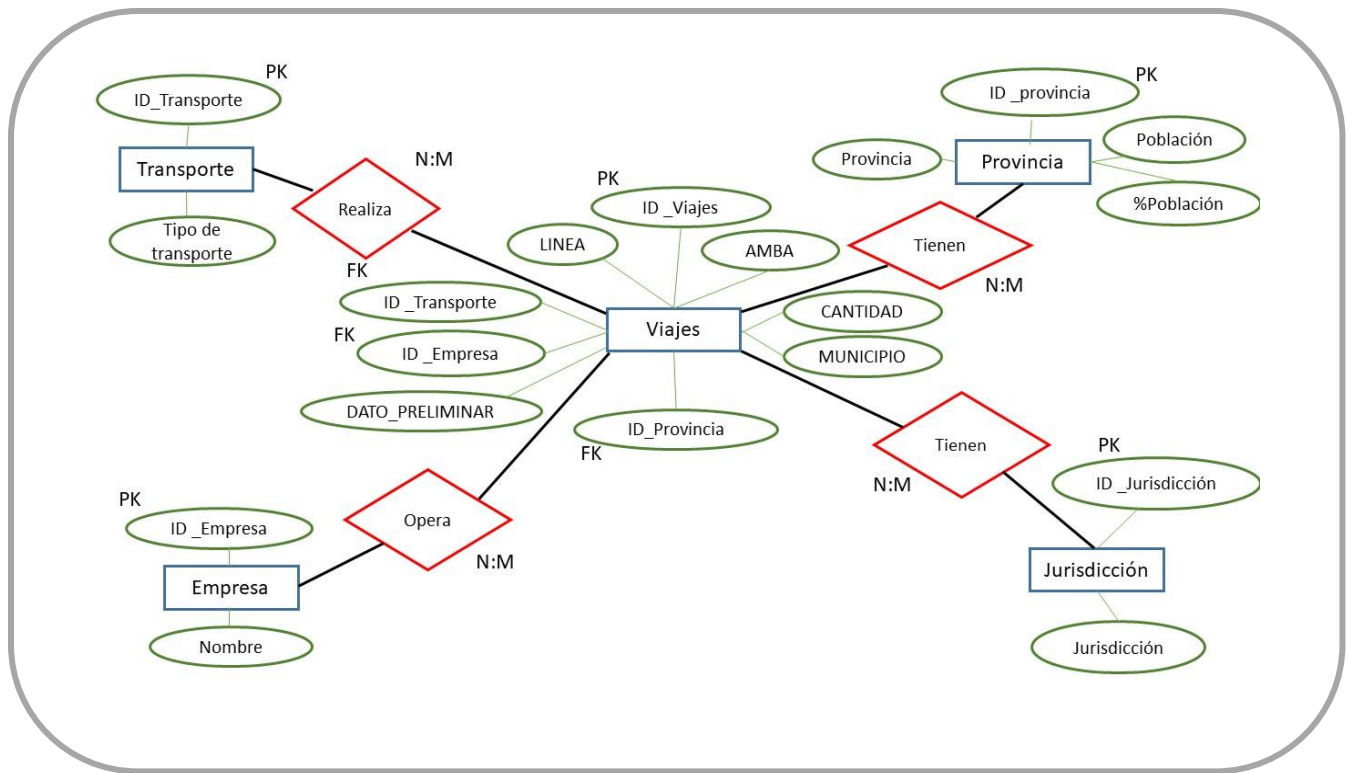 PK
ID_Transporte
Transporte
Tipo de
transporte
N:M
Realiza
FK
ID _Transporte
FK
ID _Empresa
DATO_PRELIMINAR
PK
ID _Viajes
LINEA
AMBA
Viajes
CANTIDAD
MUNICIPIO
ID_Provincia
FK
PK
ID _provincia
Provincia
Provincia
Población
%Población
Tienen
N:M
Tienen
N:M
PK
ID _Jurisdicción
Jurisdicción
Jurisdicción
PK
ID _Empresa
Empresa
Nombre
Opera
N:M